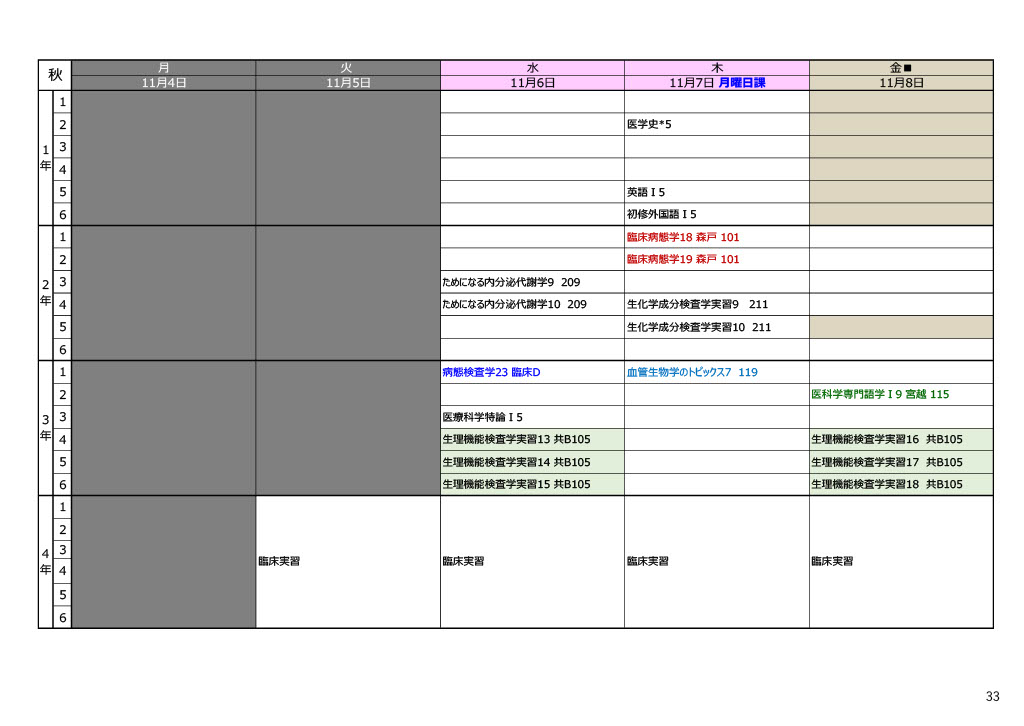 秋 月 火 水 木 金■
11月4日 11月5日 11月6日 11月7日 月曜日課 11月8日
1年
1
2 医学史*5
3
4
5 英語Ⅰ5
6 初修外国語Ⅰ5
2年
1 臨床病態学18 森戸 101
2 臨床病態学19 森戸 101
3 ためになる内分泌代謝学9 209
4 ためになる内分泌代謝学10 209 生化学成分検査学実習9 211
5 生化学成分検査学実習10 211
6
3年
1 病態検査学23 臨床D 血管生物学のトピックス7 119
2 医科学専門語学Ⅰ9 宮越 115
3 医療科学特論Ⅰ5
4 生理機能検査学実習13 共B105 生理機能検査学実習16 共B105
5 生理機能検査学実習14 共B105 生理機能検査学実習17 共B105
6 生理機能検査学実習15 共B105 生理機能検査学実習18 共B105
4年
1
2
3
臨床実習 臨床実習 臨床実習 臨床実習
4
5
6
33